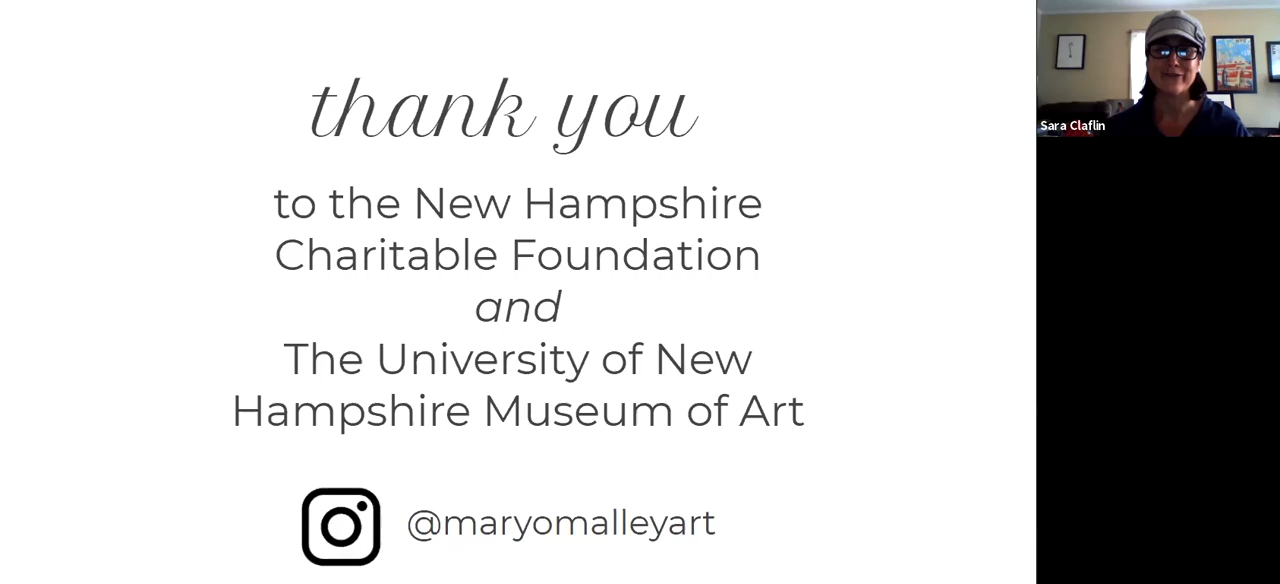 thank you
to the New Hampshire
Charitable Foundation
and
The University of New
Hampshire Museum of Art
@maryomalleyart
Sara Claflin